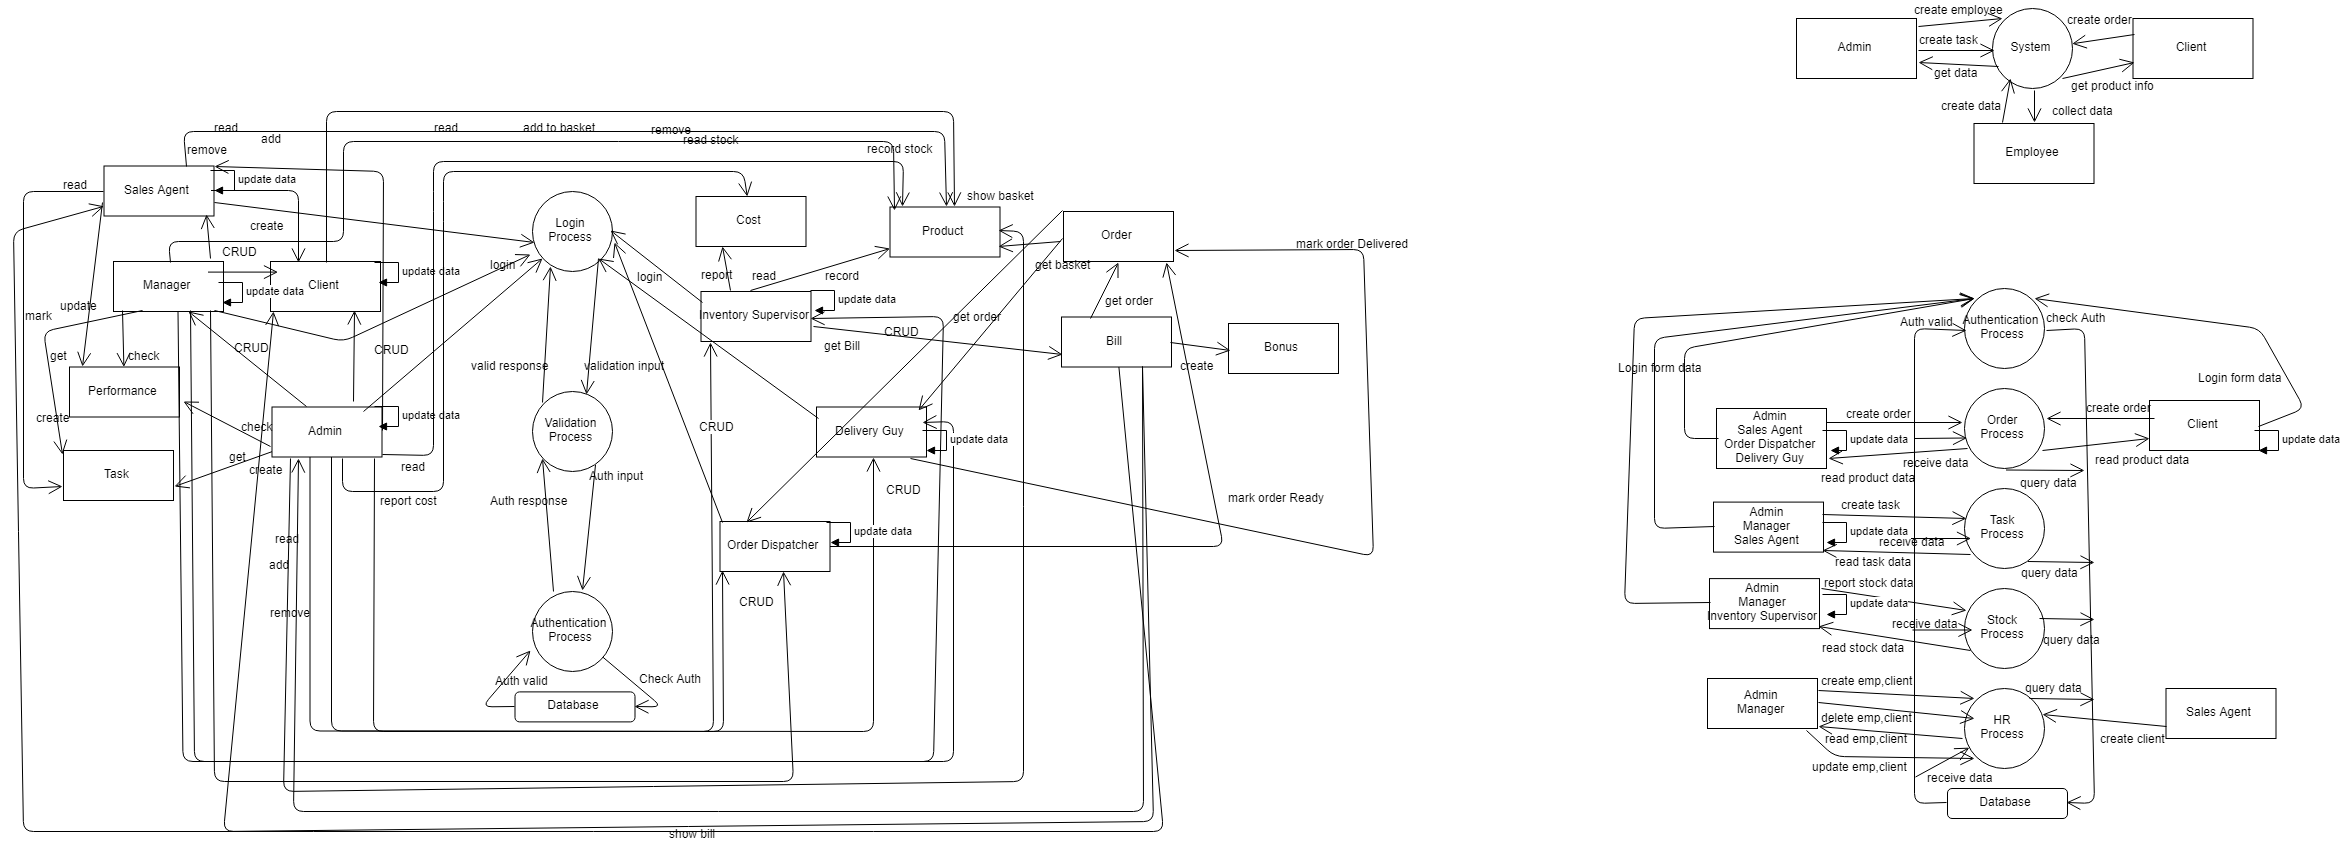 create employee
create order
Admin
System
Client
create task
get data
get product info
create data
collect data
Employee
read
read
add to basket
remove
add
read stock
remove
record stock
read
Sales Agent
update data
show basket
Login
Process
Cost
Product
Order
create
CRUD
mark order Delivered
login
login
get basket
Manager
update data
Client
update data
report
read
record
update data
get order
update
mark
Inventory Supervisor
get order
CRUD
get Bill
Bill
Bonus
create
get
check
CRUD
CRUD
valid response
validation input
Performance
create
check
Admin
update data
Validation
Process
CRUD
Delivery Guy
update data
get
create
read
Task
report cost
Auth response
Auth input
CRUD
mark order Ready
read
add
remove
Order Dispatcher
update data
CRUD
Authentication
Process
Auth valid
Check Auth
Database
show bill
Auth valid
Authentication
Process
check Auth
Login form data
Login form data
Admin
Sales Agent
Order Dispatcher
Delivery Guy
create order
update data
receive data
read product data
Order
Process
create order
Client
update data
read product data
query data
Admin
Manager
Sales Agent
create task
update data
receive data
read task data
Task
Process
query data
Admin
Manager
Inventory Supervisor
report stock data
update data
receive data
read stock data
Stock
Process
query data
Admin
Manager
create emp,client
delete emp,client
read emp,client
update emp,client
HR
Process
query data
Sales Agent
create client
receive data
Database